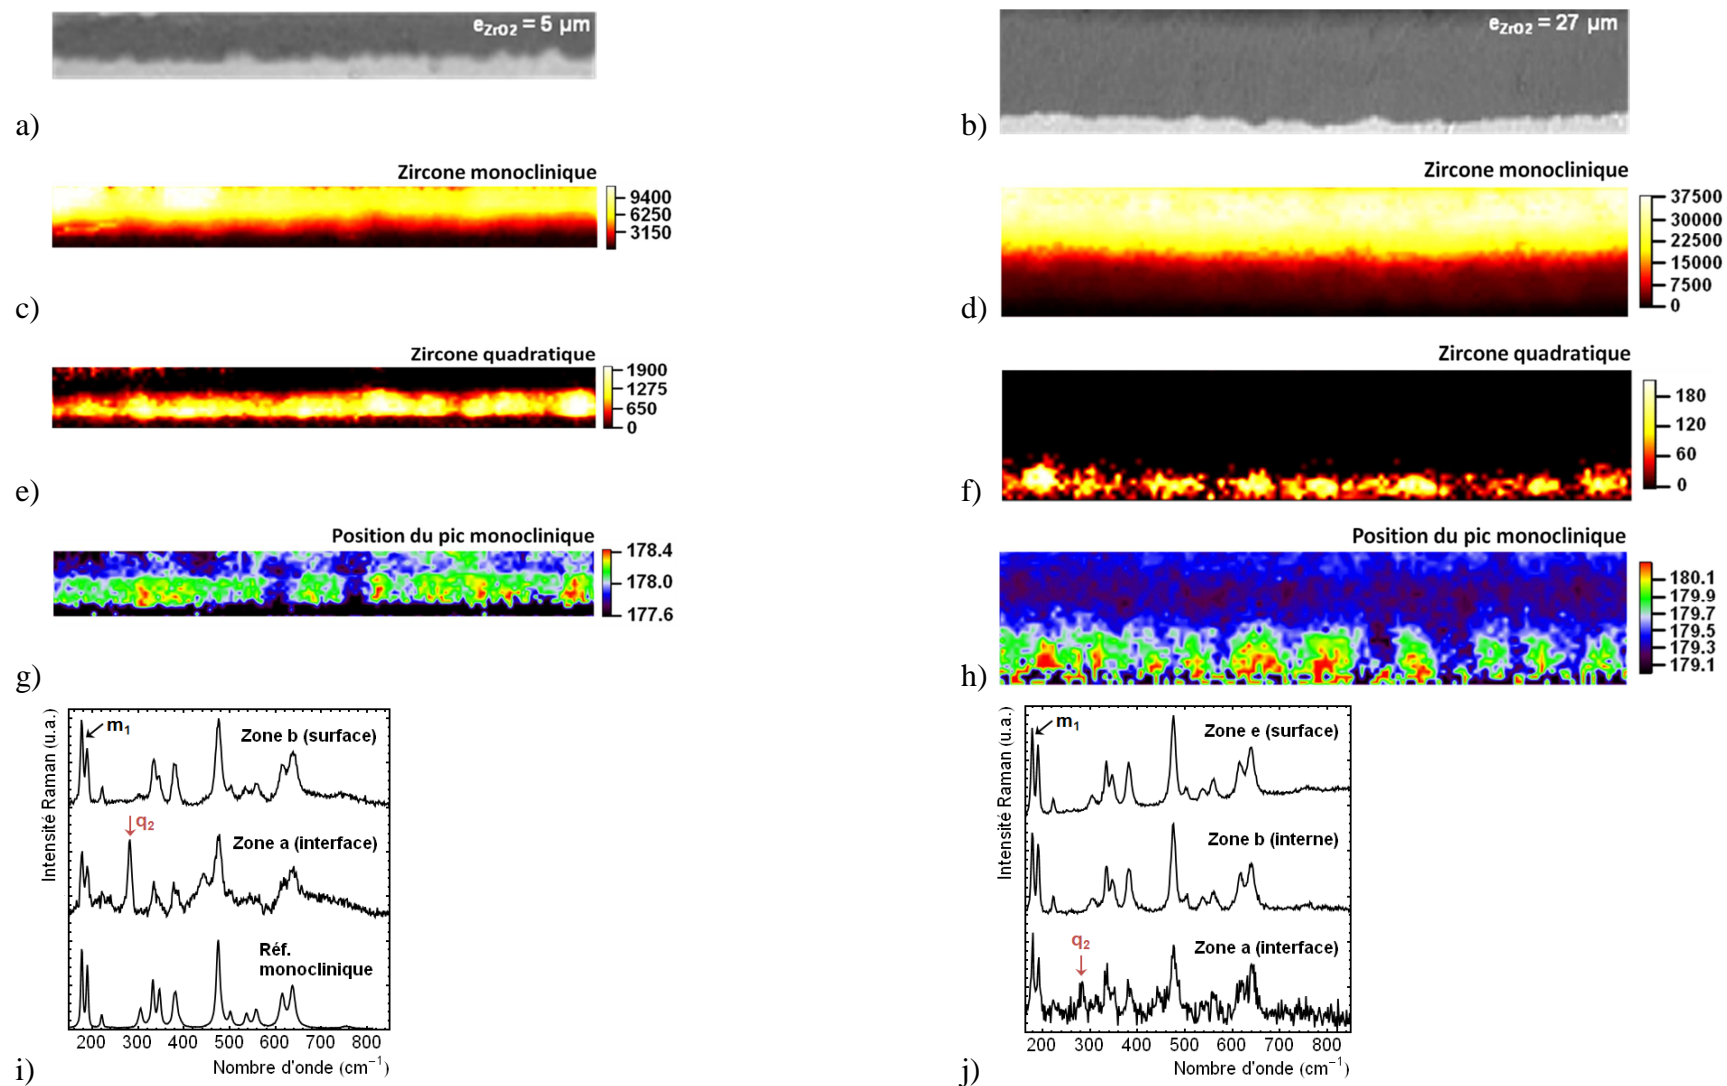 e_ZrO2 = 5 µm
a)
e_ZrO2 = 27 µm
b)
Zircone monoclinique
9400
6250
3150
c)
Zircone monoclinique
37500
30000
22500
15000
7500
0
d)
Zircone quadratique
1900
1275
650
0
e)
Zircone quadratique
180
120
60
0
f)
Position du pic monoclinique
178.4
178.0
177.6
g)
Position du pic monoclinique
180.1
179.9
179.7
179.5
179.3
179.1
h)
Intensité Raman (u.a.)
m₁
Zone b (surface)
q₂
Zone a (interface)
Réf.
monoclinique
200 300 400 500 600 700 800
Nombre d'onde (cm⁻¹)
i)
Intensité Raman (u.a.)
m₁
Zone e (surface)
Zone b (interne)
q₂
Zone a (interface)
200 300 400 500 600 700 800
Nombre d'onde (cm⁻¹)
j)